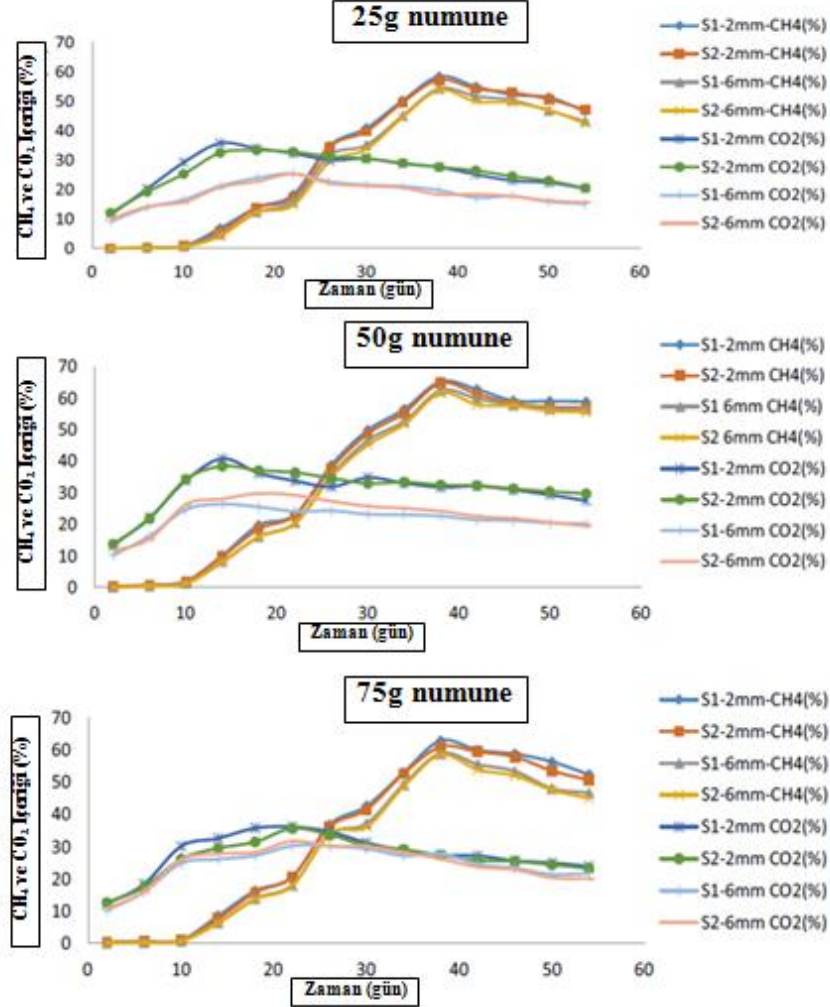 25g numune
CH₄ ve CO₂ İçeriği (%)
70
60
50
40
30
20
10
0
0
10
20
30
40
50
60
Zaman (gün)
S1-2mm-CH4(%)
S2-2mm-CH4(%)
S1-6mm-CH4(%)
S2-6mm-CH4(%)
S1-2mm CO2(%)
S2-2mm CO2(%)
S1-6mm CO2(%)
S2-6mm CO2(%)
50g numune
CH₄ ve CO₂ İçeriği (%)
70
60
50
40
30
20
10
0
0
10
20
30
40
50
60
Zaman (gün)
S1-2mm CH4(%)
S2-2mm CH4(%)
S1 6mm CH4(%)
S2 6mm CH4(%)
S1-2mm CO2(%)
S2-2mm CO2(%)
S1-6mm CO2(%)
S2-6mm CO2(%)
75g numune
CH₄ ve CO₂ İçeriği (%)
70
60
50
40
30
20
10
0
0
10
20
30
40
50
60
Zaman (gün)
S1-2mm-CH4(%)
S2-2mm-CH4(%)
S1-6mm-CH4(%)
S2-6mm-CH4(%)
S1-2mm CO2(%)
S2-2mm CO2(%)
S1-6mm CO2(%)
S2-6mm CO2(%)